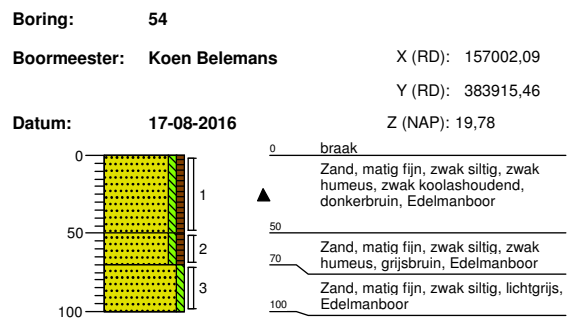 Boring: 54
Boormeester: Koen Belemans X (RD): 157002,09
Y (RD): 383915,46
Datum: 17-08-2016 Z (NAP): 19,78
0 0 braak
Zand, matig fijn, zwak siltig, zwak
humeus, zwak koolashoudend,
donkerbruin, Edelmanboor
1
50 50
Zand, matig fijn, zwak siltig, zwak
humeus, grijsbruin, Edelmanboor
2
70
Zand, matig fijn, zwak siltig, lichtgrijs,
Edelmanboor
3
100 100